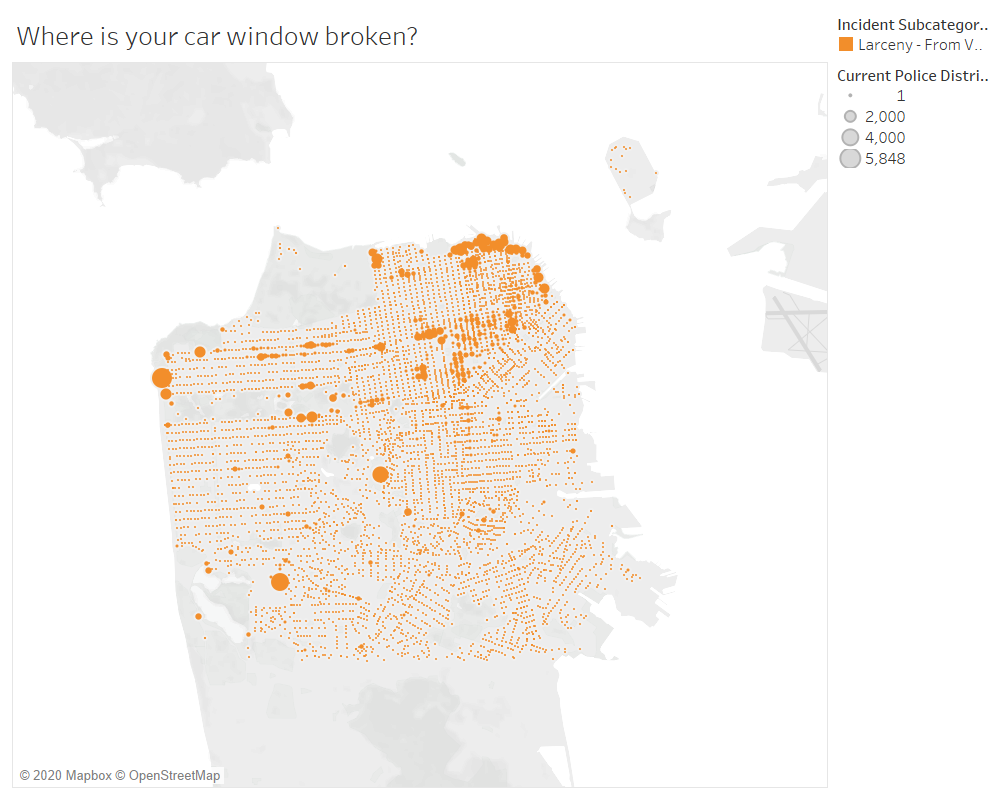 Where is your car window broken?
Incident Subcategor..
Larceny - From V..
Current Police Distri..
1
2,000
4,000
5,848
© 2020 Mapbox © OpenStreetMap